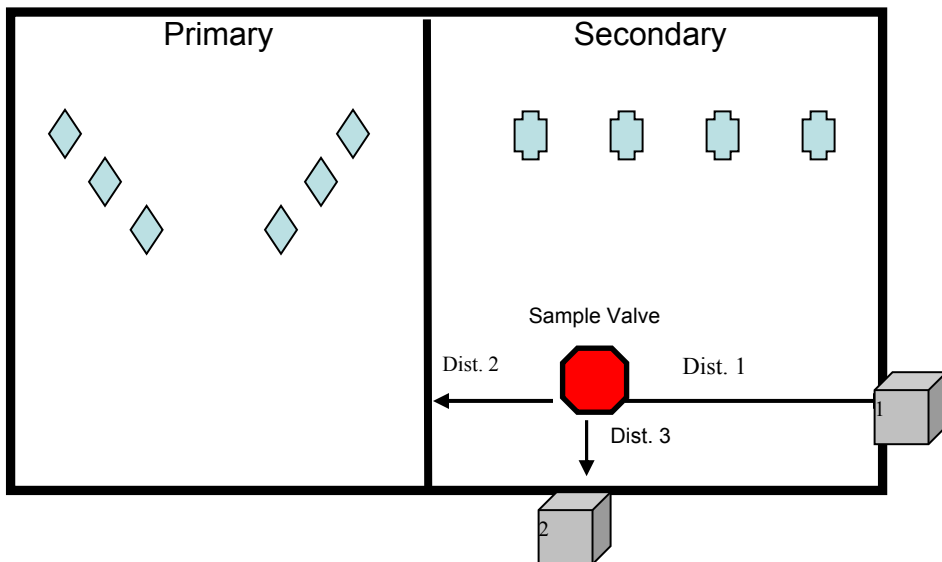 Primary
Secondary
Sample Valve
Dist. 2
Dist. 1
1
Dist. 3
2